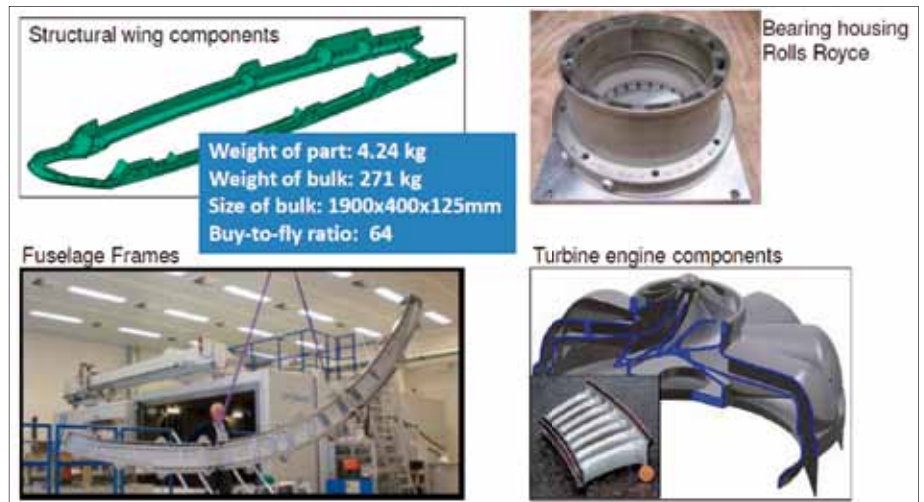 Structural wing components
Bearing housing
Rolls Royce
Weight of part: 4.24 kg
Weight of bulk: 271 kg
Size of bulk: 1900x400x125mm
Buy-to-fly ratio:  64
Fuselage Frames
Turbine engine components